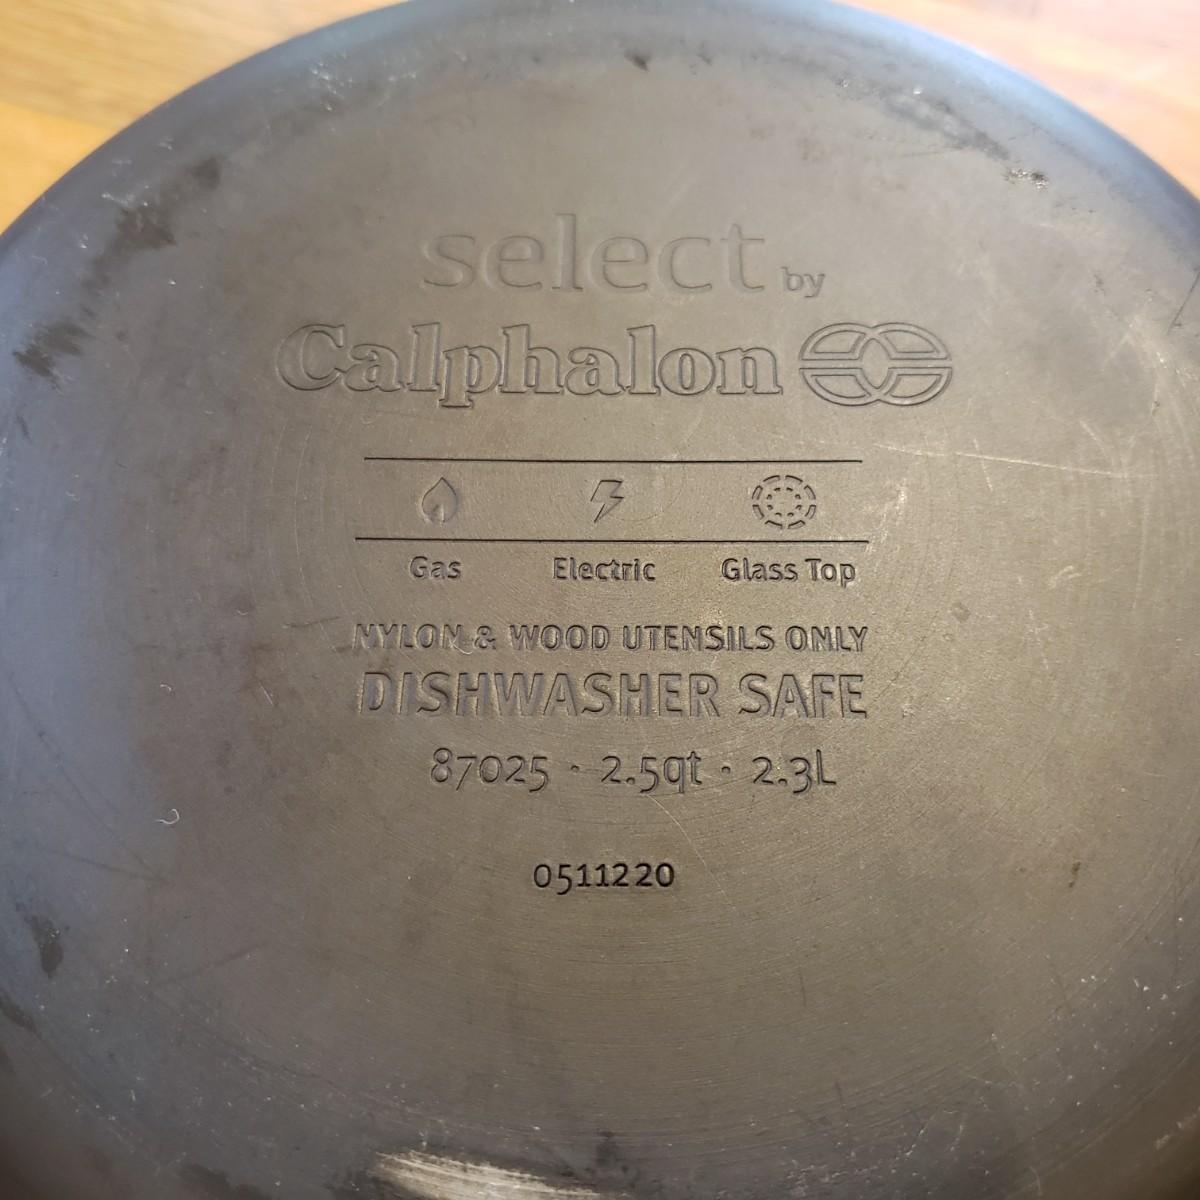 select by
Calphalon
Gas Electric Glass Top
NYLON & WOOD UTENSILS ONLY
DISHWASHER SAFE
87025 · 2.5qt · 2.3L
0511220